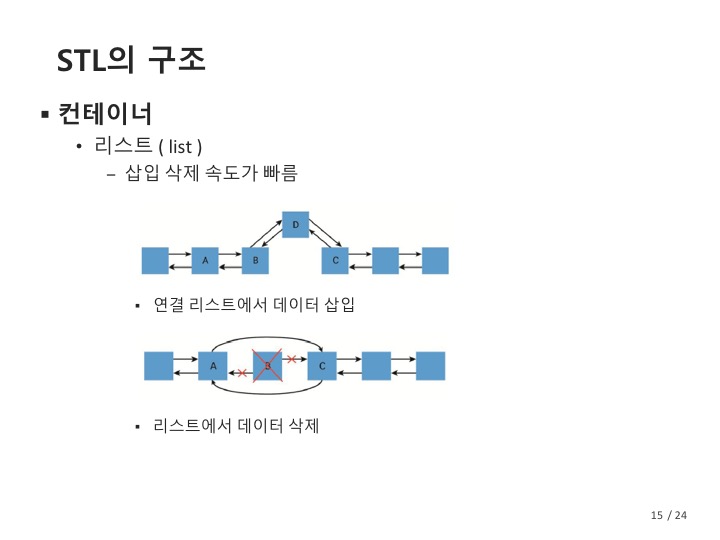 STL의 구조
▪ 컨테이너
• 리스트 ( list )
– 삽입 삭제 속도가 빠름
D
A B C
▪ 연결 리스트에서 데이터 삽입
A B C
▪ 리스트에서 데이터 삭제
15 / 24